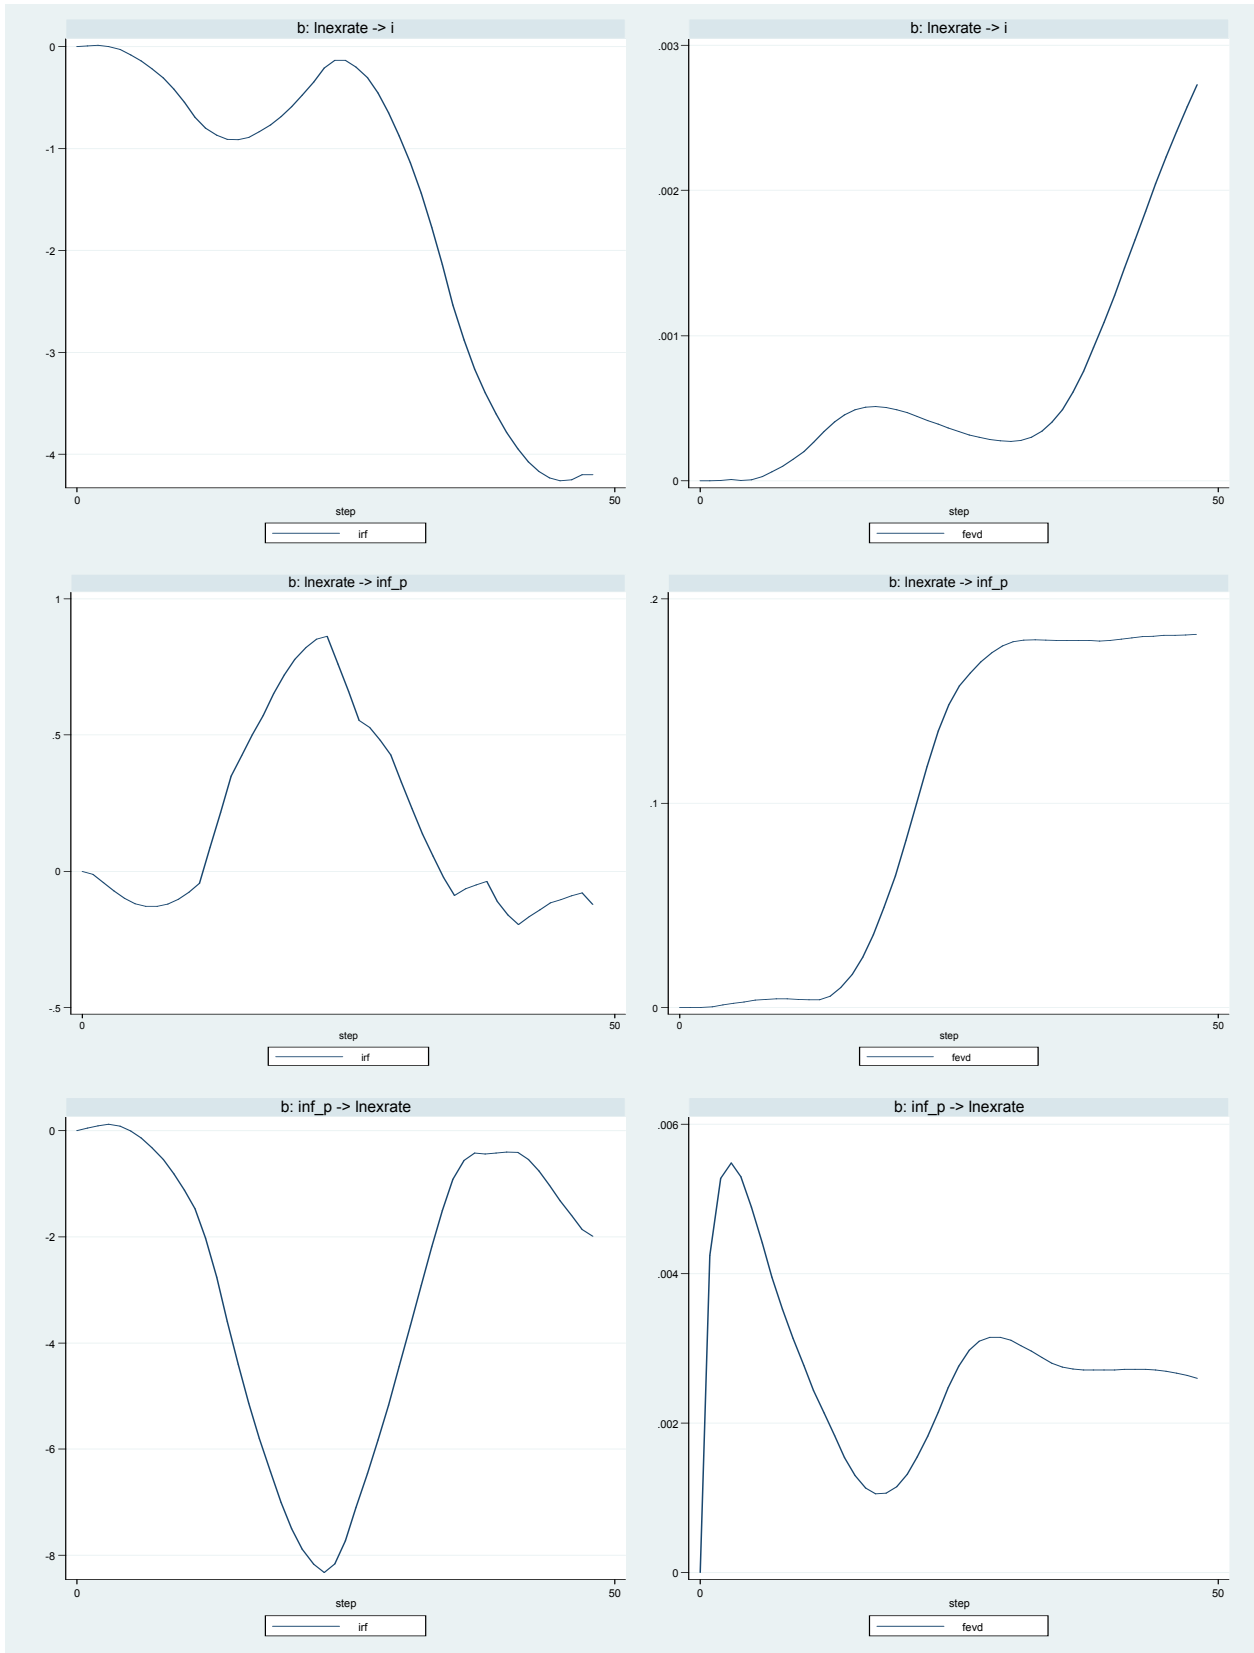 b: lnexrate -> i
0
-1
-2
-3
-4
0
50
step
irf
b: lnexrate -> i
.003
.002
.001
0
0
50
step
fevd
b: lnexrate -> inf_p
1
.5
0
-.5
0
50
step
irf
b: lnexrate -> inf_p
.2
.1
0
0
50
step
fevd
b: inf_p -> lnexrate
0
-2
-4
-6
-8
0
50
step
irf
b: inf_p -> lnexrate
.006
.004
.002
0
0
50
step
fevd